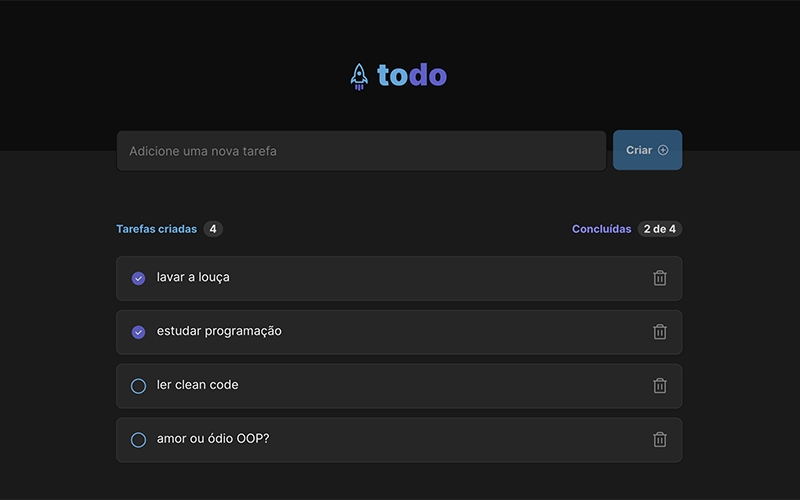 todo
Adicione uma nova tarefa
Criar
Tarefas criadas 4
Concluídas 2 de 4
lavar a louça
estudar programação
ler clean code
amor ou ódio OOP?